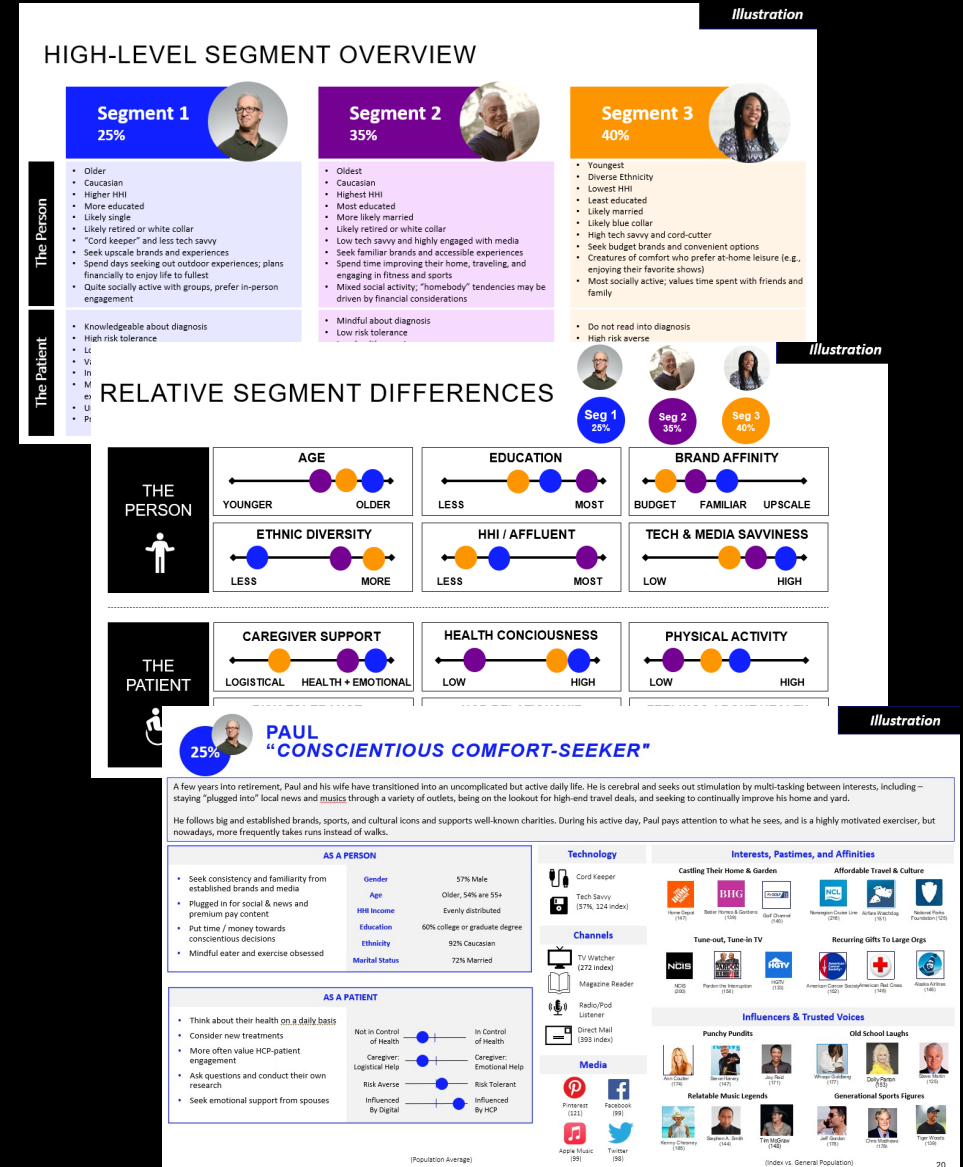 Illustration
HIGH-LEVEL SEGMENT OVERVIEW
Segment 1
25%
Segment 2
35%
Segment 3
40%
The Person
• Older
• Caucasian
• Higher HHI
• More educated
• Likely single
• Likely retired or white collar
• "Cord keeper" and less tech savvy
• Seek upscale brands and experiences
• Spend days seeking out outdoor experiences; plans
financially to enjoy life to fullest
• Quite socially active with groups, prefer in-person
engagement
• Oldest
• Caucasian
• Highest HHI
• Most educated
• More likely married
• Likely retired or white collar
• Low tech savvy and highly engaged with media
• Seek familiar brands and accessible experiences
• Spend time improving their home, traveling, and
engaging in fitness and sports
• Mixed social activity; "homebody" tendencies may be
driven by financial considerations
• Youngest
• Diverse Ethnicity
• Lowest HHI
• Least educated
• Likely married
• Likely blue collar
• High tech savvy and cord-cutter
• Seek budget brands and convenient options
• Creatures of comfort who prefer at-home leisure (e.g.,
enjoying their favorite shows)
• Most socially active; values time spent with friends and
family
The Patient
• Knowledgeable about diagnosis
• High risk tolerance
• Mindful about diagnosis
• Low risk tolerance
• Do not read into diagnosis
• High risk averse
Illustration
RELATIVE SEGMENT DIFFERENCES
Seg 1
25%
Seg 2
35%
Seg 3
40%
THE
PERSON
AGE
YOUNGER OLDER
EDUCATION
LESS MOST
BRAND AFFINITY
BUDGET FAMILIAR UPSCALE
ETHNIC DIVERSITY
LESS MORE
HHI / AFFLUENT
LESS MOST
TECH & MEDIA SAVVINESS
LOW HIGH
THE
PATIENT
CAREGIVER SUPPORT
LOGISTICAL HEALTH + EMOTIONAL
HEALTH CONCIOUSNESS
LOW HIGH
PHYSICAL ACTIVITY
LOW HIGH
Illustration
25%
PAUL
"CONSCIENTIOUS COMFORT-SEEKER"
A few years into retirement, Paul and his wife have transitioned into an uncomplicated but active daily life. He is cerebral and seeks out stimulation by multi-tasking between interests, including –
staying "plugged into" local news and musics through a variety of outlets, being on the lookout for high-end travel deals, and seeking to continually improve his home and yard.
He follows big and established brands, sports, and cultural icons and supports well-known charities. During his active day, Paul pays attention to what he sees, and is a highly motivated exerciser, but
nowadays, more frequently takes runs instead of walks.
AS A PERSON
• Seek consistency and familiarity from
established brands and media
• Plugged in for social & news and
premium pay content
• Put time / money towards
conscientious decisions
• Mindful eater and exercise obsessed
Gender 57% Male
Age Older, 54% are 55+
HHI Income Evenly distributed
Education 60% college or graduate degree
Ethnicity 92% Caucasian
Marital Status 72% Married
AS A PATIENT
• Think about their health on a daily basis
• Consider new treatments
• More often value HCP-patient
engagement
• Ask questions and conduct their own
research
• Seek emotional support from spouses
Not in Control
of Health
In Control
of Health
Caregiver:
Logistical Help
Caregiver:
Emotional Help
Risk Averse Risk Tolerant
Influenced
By Digital
Influenced
By HCP
(Population Average)
Technology
Cord Keeper
Tech Savvy
(57%, 124 index)
Channels
TV Watcher
(272 index)
Magazine Reader
Radio/Pod
Listener
Direct Mail
(393 index)
Media
Pinterest
(121)
Facebook
(99)
Apple Music
(99)
Twitter
(98)
Interests, Pastimes, and Affinities
Castling Their Home & Garden
Home Depot
(167)
BHG
Better Homes & Gardens
(139)
Golf Channel
(140)
Affordable Travel & Culture
NCL
Norwegian Cruise Line
Airfare Watchdog
(151)
National Parks
Foundation (125)
Tune-out, Tune-in TV
NCIS
NCIS
(200)
Pardon the Interruption
HGTV
HGTV
(133)
Recurring Gifts To Large Orgs
American Cancer Society
(152)
American Red Cross
Alaska Airlines
Influencers & Trusted Voices
Punchy Pundits
Ann Coulter
(174)
Steve Harvey
(147)
Joy Reid
(171)
Old School Laughs
Whoopi Goldberg
(177)
Dolly Parton
(153)
Steve Martin
(125)
Relatable Music Legends
Kenny Chesney
(185)
Stephen A. Smith
(144)
Tim McGraw
(148)
Generational Sports Figures
Jeff Gordon
(178)
Chris Matthews
Tiger Woods
(139)
(Index vs. General Population)
20